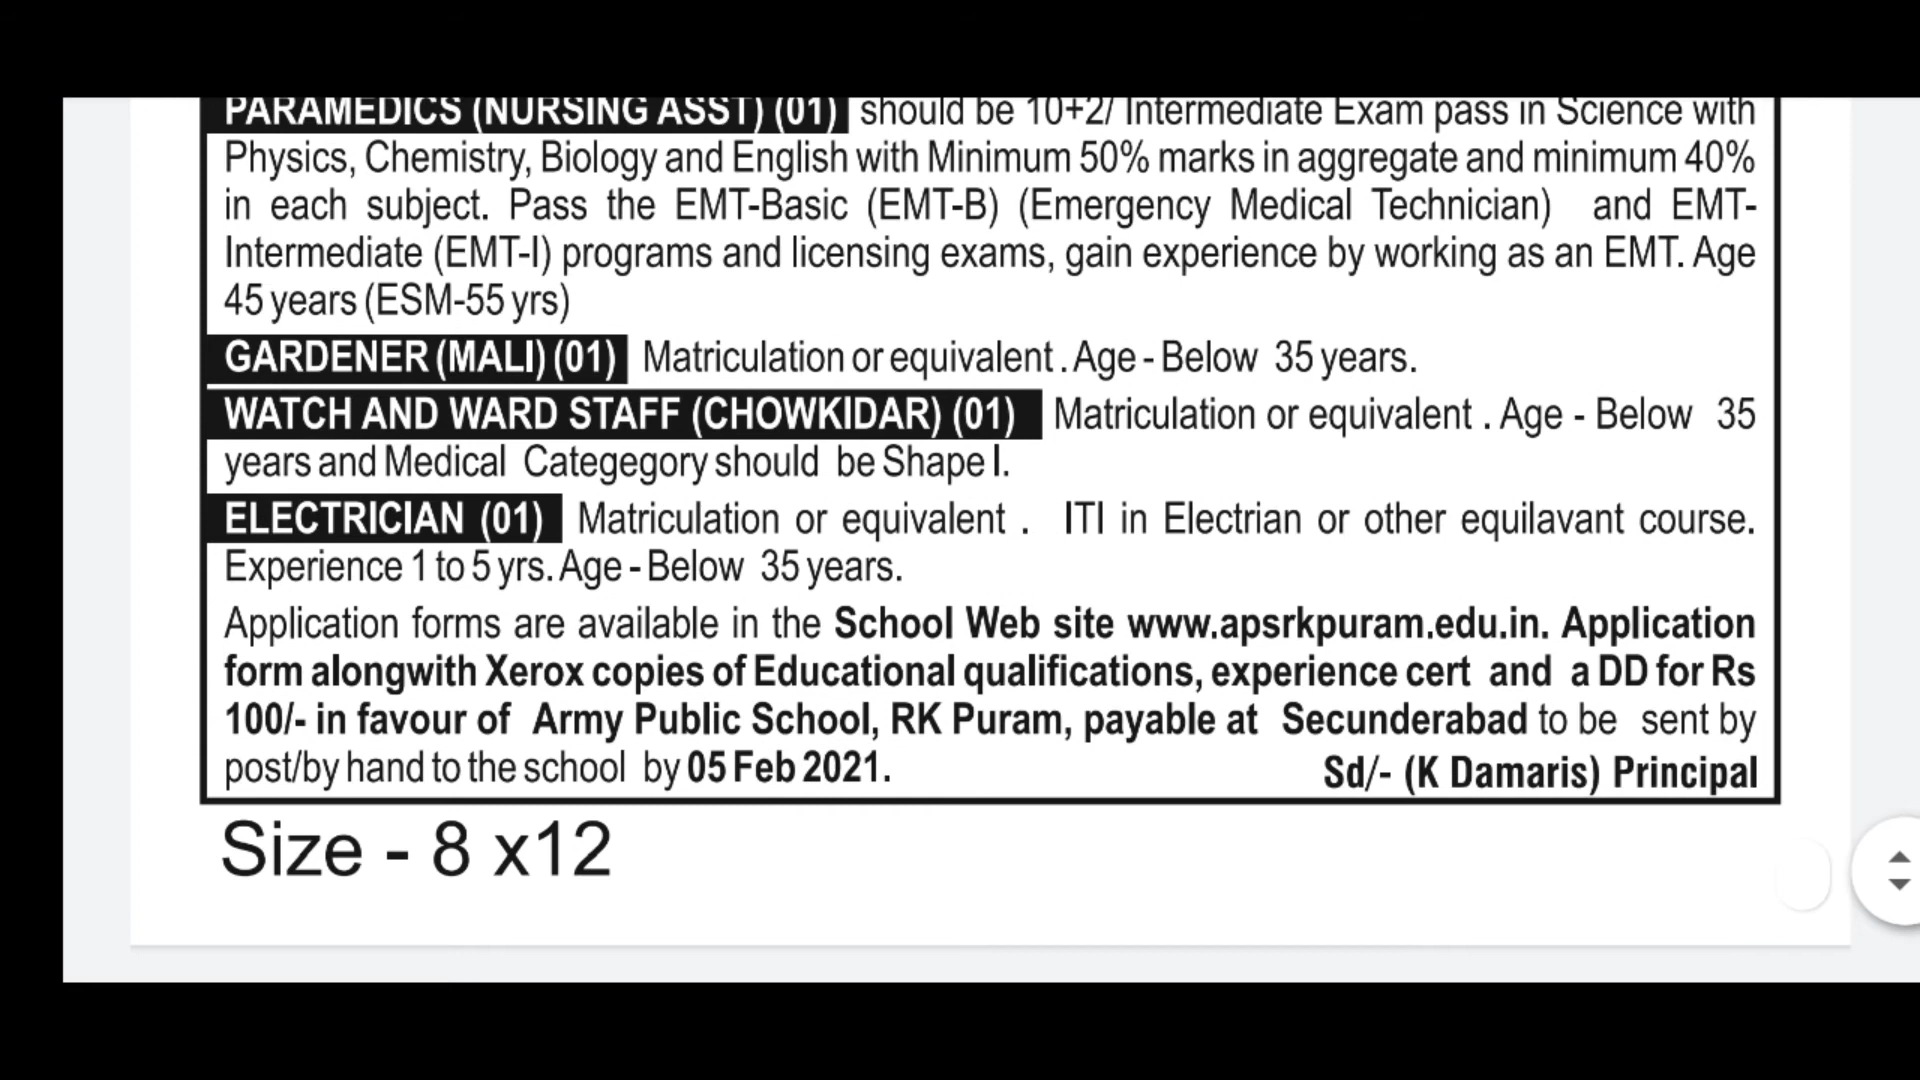 PARAMEDICS (NURSING ASST) (01) should be 10+2/ Intermediate Exam pass in Science with
Physics, Chemistry, Biology and English with Minimum 50% marks in aggregate and minimum 40%
in each subject. Pass the EMT-Basic (EMT-B) (Emergency Medical Technician) and EMT-
Intermediate (EMT-I) programs and licensing exams, gain experience by working as an EMT. Age
45 years (ESM-55 yrs)
GARDENER (MALI) (01) Matriculation or equivalent . Age - Below 35 years.
WATCH AND WARD STAFF (CHOWKIDAR) (01) Matriculation or equivalent . Age - Below 35
years and Medical Categegory should be Shape I.
ELECTRICIAN (01) Matriculation or equivalent . ITI in Electrian or other equilavant course.
Experience 1 to 5 yrs. Age - Below 35 years.
Application forms are available in the School Web site www.apsrkpuram.edu.in. Application
form alongwith Xerox copies of Educational qualifications, experience cert and a DD for Rs
100/- in favour of Army Public School, RK Puram, payable at Secunderabad to be sent by
post/by hand to the school by 05 Feb 2021.
Sd/- (K Damaris) Principal
Size - 8 x12